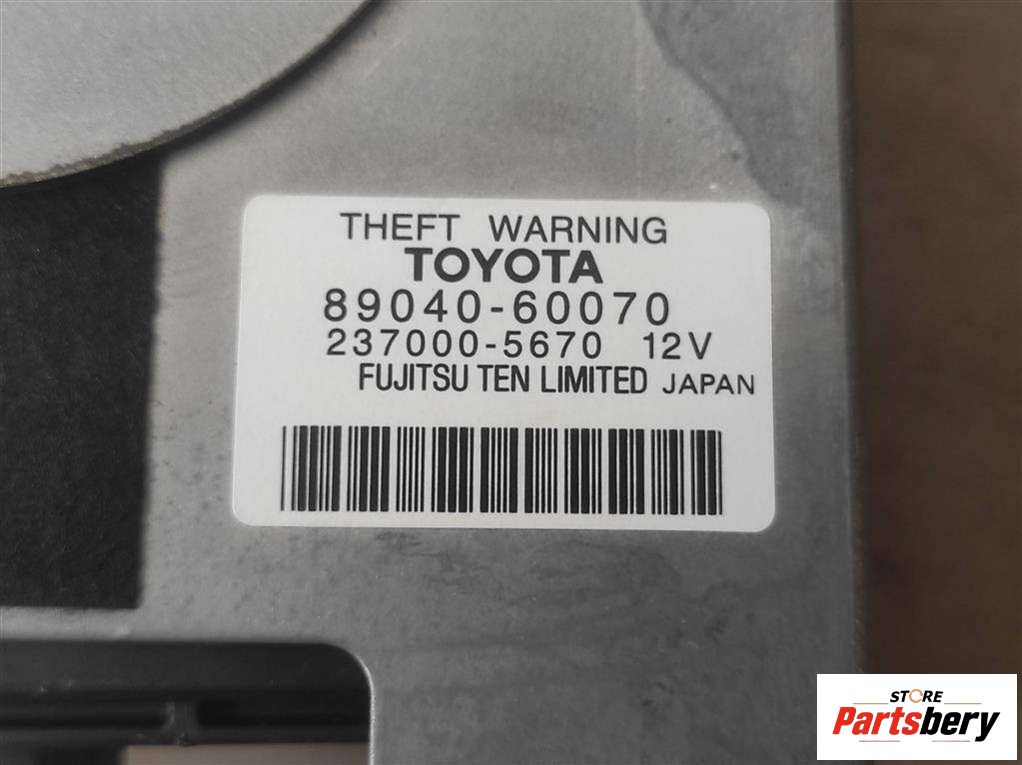 THEFT WARNING
TOYOTA
89040-60070
237000-5670 12V
FUJITSU TEN LIMITED JAPAN
STORE
Partsbery